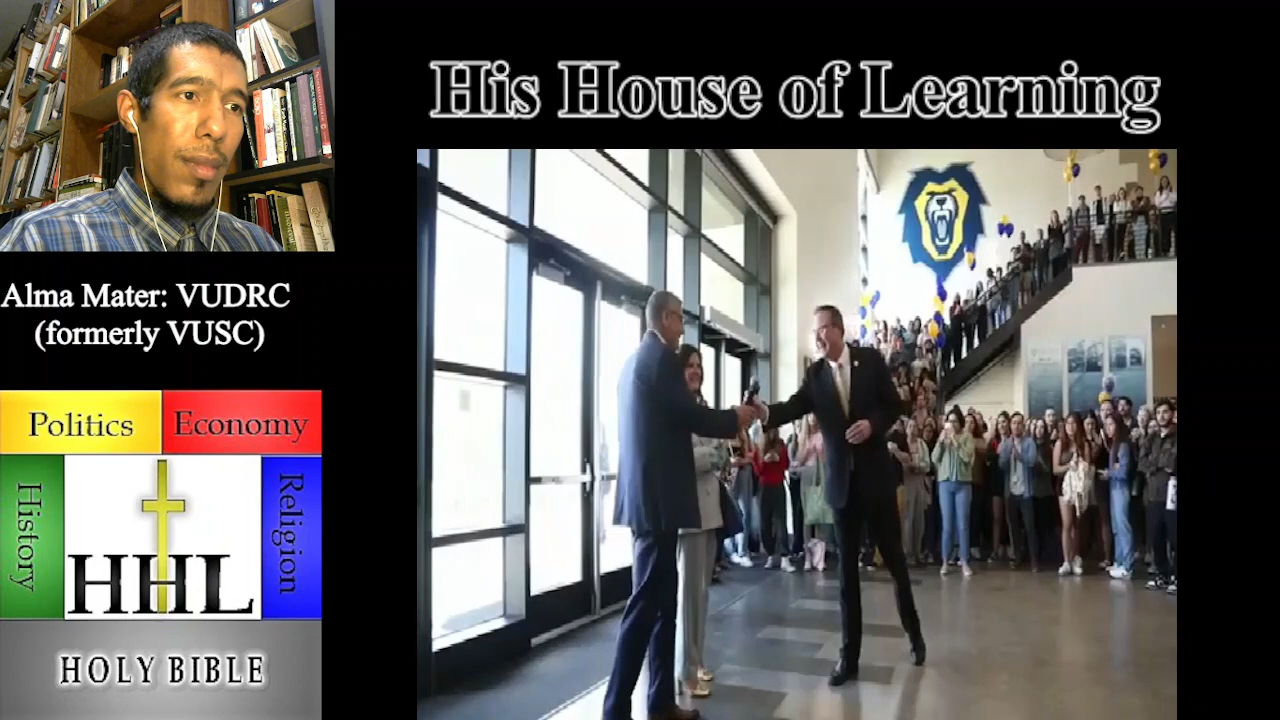 His House of Learning
Alma Mater: VUDRC
(formerly VUSC)
Politics
Economy
History
Religion
HHL
HOLY BIBLE